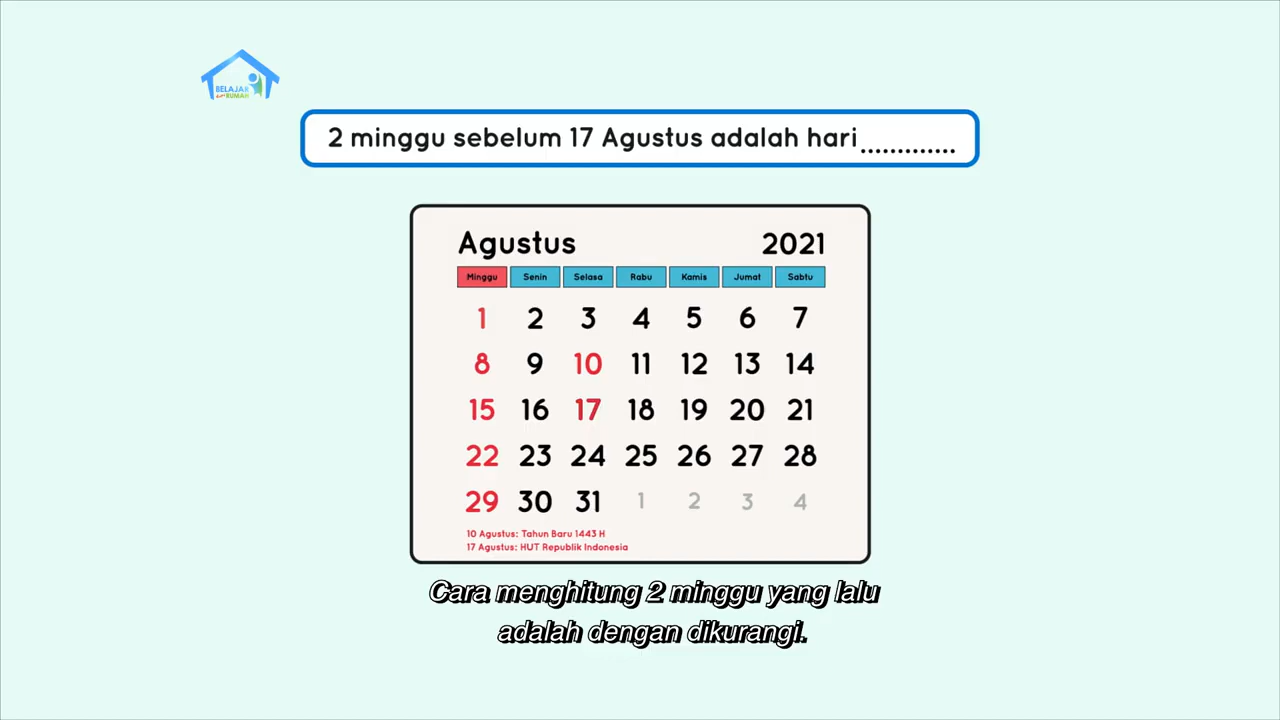 BELAJAR
dari RUMAH
2 minggu sebelum 17 Agustus adalah hari.............
Agustus 2021
Minggu Senin Selasa Rabu Kamis Jumat Sabtu
1 2 3 4 5 6 7
8 9 10 11 12 13 14
15 16 17 18 19 20 21
22 23 24 25 26 27 28
29 30 31 1 2 3 4
10 Agustus: Tahun Baru 1443 H
17 Agustus: HUT Republik Indonesia
Cara menghitung 2 minggu yang lalu
adalah dengan dikurangi.